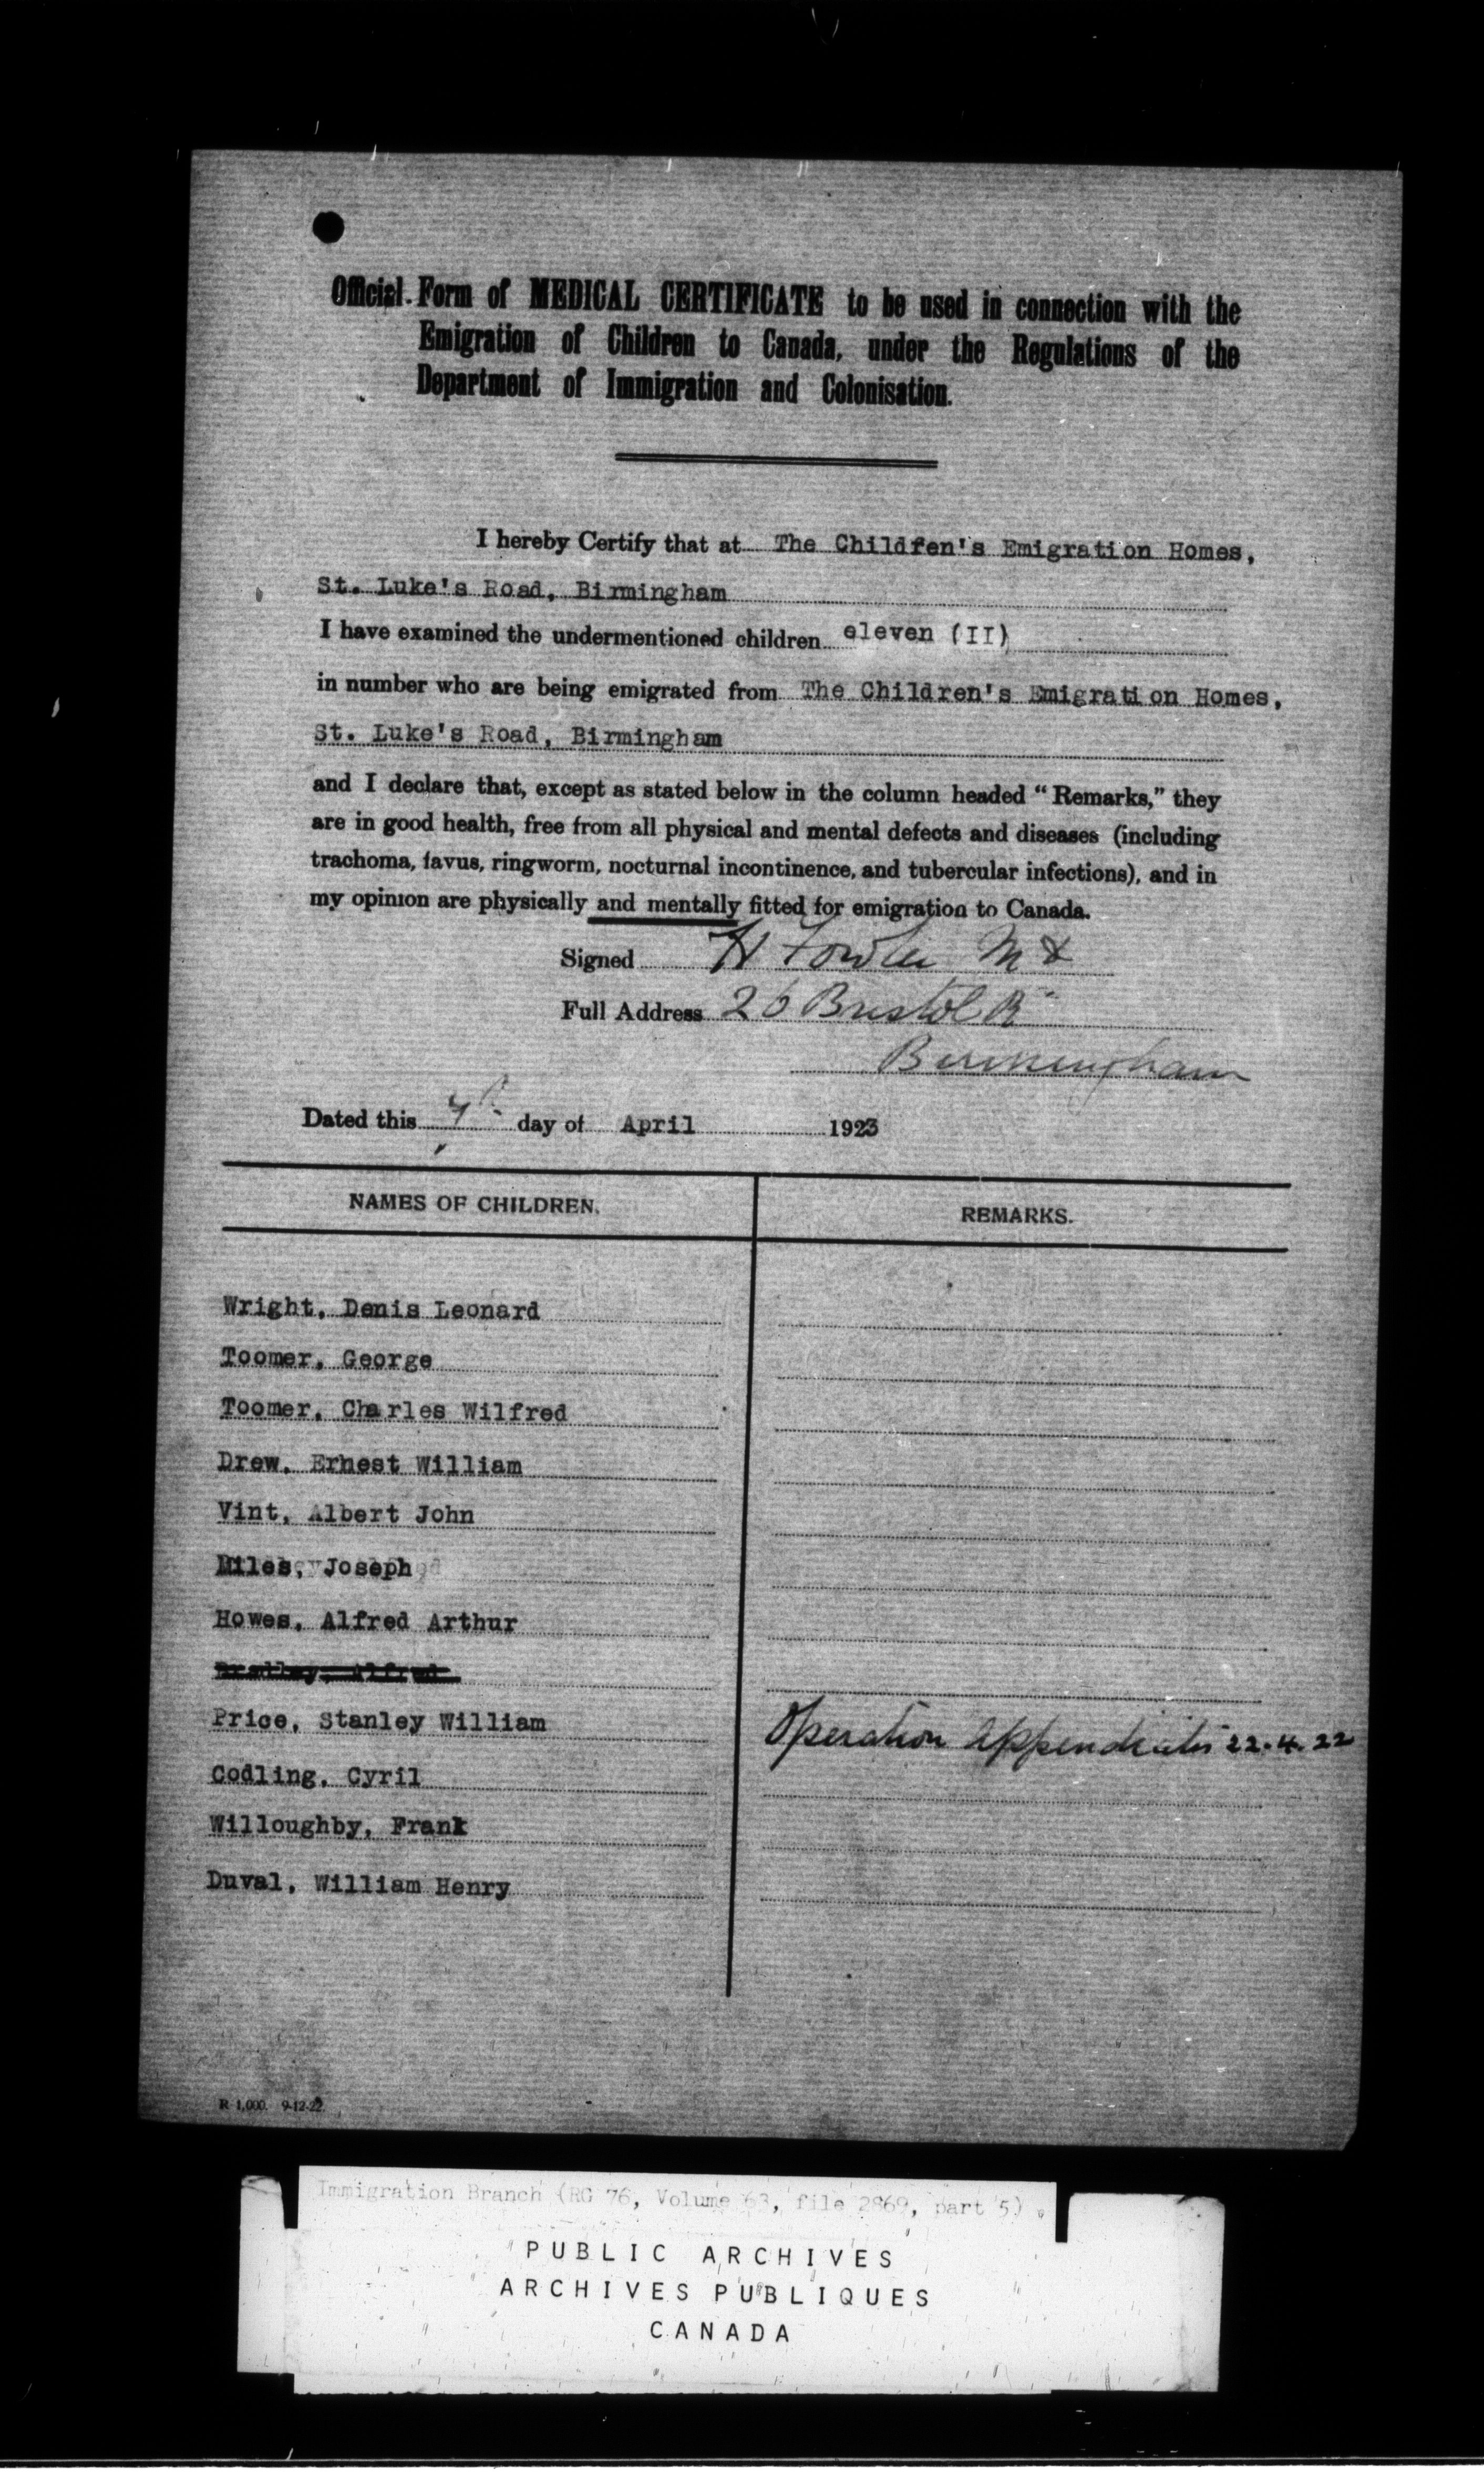 Official Form of MEDICAL CERTIFICATE to be used in connection with the
Emigration of Children to Canada, under the Regulations of the
Department of Immigration and Colonisation.
I hereby Certify that at The Children's Emigration Homes,
St. Luke's Road, Birmingham
I have examined the undermentioned children eleven (II)
in number who are being emigrated from The Children's Emigration Homes,
St. Luke's Road, Birmingham
and I declare that, except as stated below in the column headed “Remarks,” they
are in good health, free from all physical and mental defects and diseases (including
trachoma, favus, ringworm, nocturnal incontinence, and tubercular infections), and in
my opinion are physically and mentally fitted for emigration to Canada.
Signed H Fowler
Full Address 26 Bristol Rd
Birmingham
Dated this day of April 1923
NAMES OF CHILDREN.
REMARKS.
Wright, Denis Leonard
Toomer, George
Toomer, Charles Wilfred
Drew, Ernest William
Vint, Albert John
Miles, Joseph
Howes, Alfred Arthur
Bradley, Alfred
Price, Stanley William Operation Appendicitis 22.4.22
Codling, Cyril
Willoughby, Frank
Duval, William Henry
R 1,000. 9-12-22
Immigration Branch (RG 76, Volume 63, file 2869, part 5).
PUBLIC ARCHIVES
ARCHIVES PUBLIQUES
CANADA